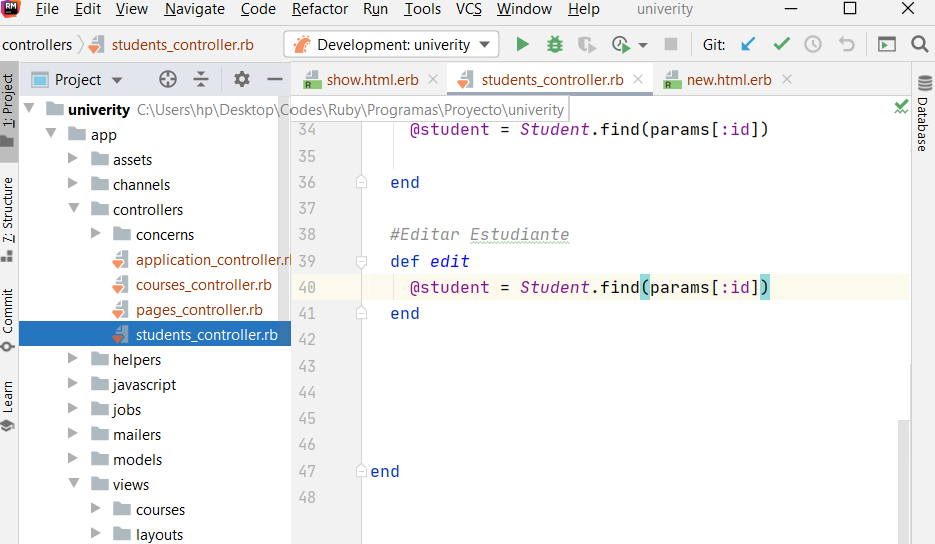 RM File Edit View Navigate Code Refactor Run Tools VCS Window Help univerity
controllers students_controller.rb Development: univerity Git:
1: Project
7: Structure
Commit
Learn
Project
univerity C:\Users\hp\Desktop\Codes\Ruby\Programas\Proyecto\univerity
app
assets
channels
controllers
concerns
application_controller.r
courses_controller.rb
pages_controller.rb
students_controller.rb
helpers
javascript
jobs
mailers
models
views
courses
layouts
show.html.erb students_controller.rb new.html.erb
34 @student = Student.find(params[:id])
35
36 end
37
38 #Editar Estudiante
39 def edit
40 @student = Student.find(params[:id])
41 end
42
43
44
45
46
47 end
48
Database